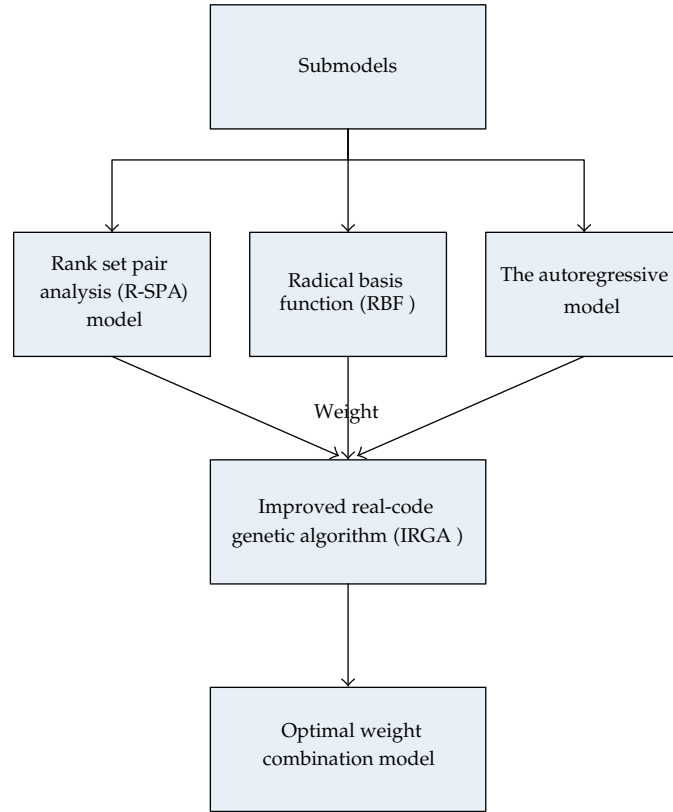 Submodels
Rank set pair
analysis (R-SPA)
model
Radical basis
function (RBF )
The autoregressive
model
Weight
Improved real-code
genetic algorithm (IRGA )
Optimal weight
combination model